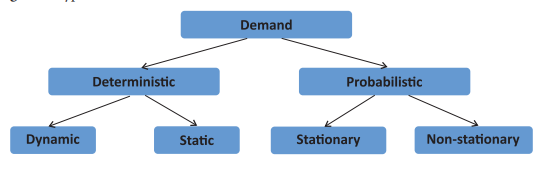 Demand
Deterministic Probabilistic
Dynamic Static Stationary Non-stationary